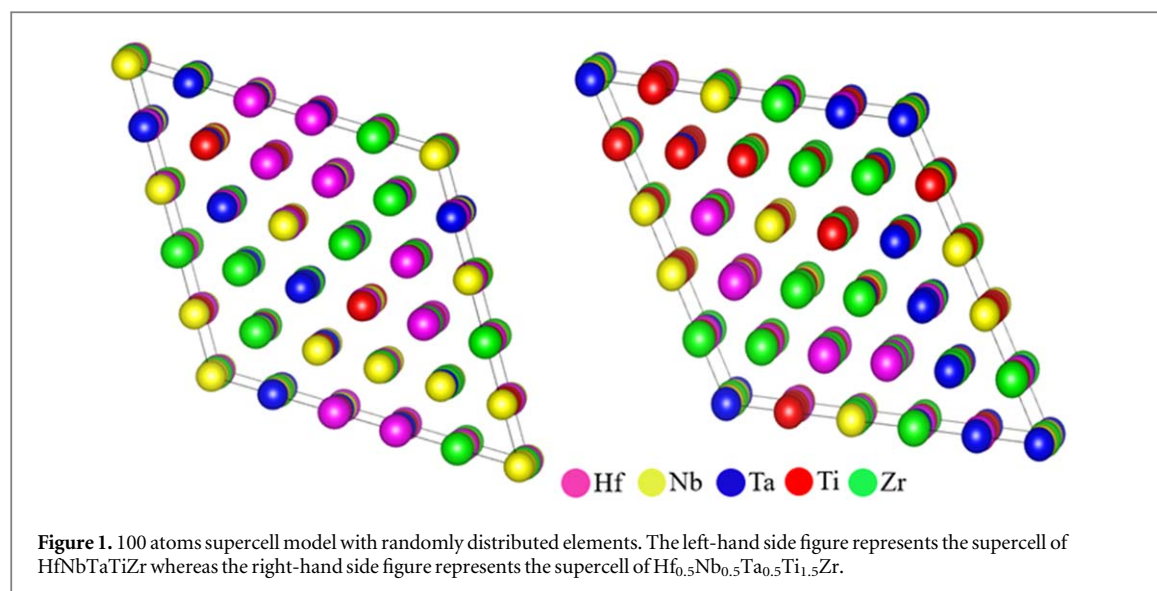 Hf Nb Ta Ti Zr
Figure 1. 100 atoms supercell model with randomly distributed elements. The left-hand side figure represents the supercell of
HfNbTaTiZr whereas the right-hand side figure represents the supercell of Hf₀.₅Nb₀.₅Ta₀.₅Ti₁.₅Zr.